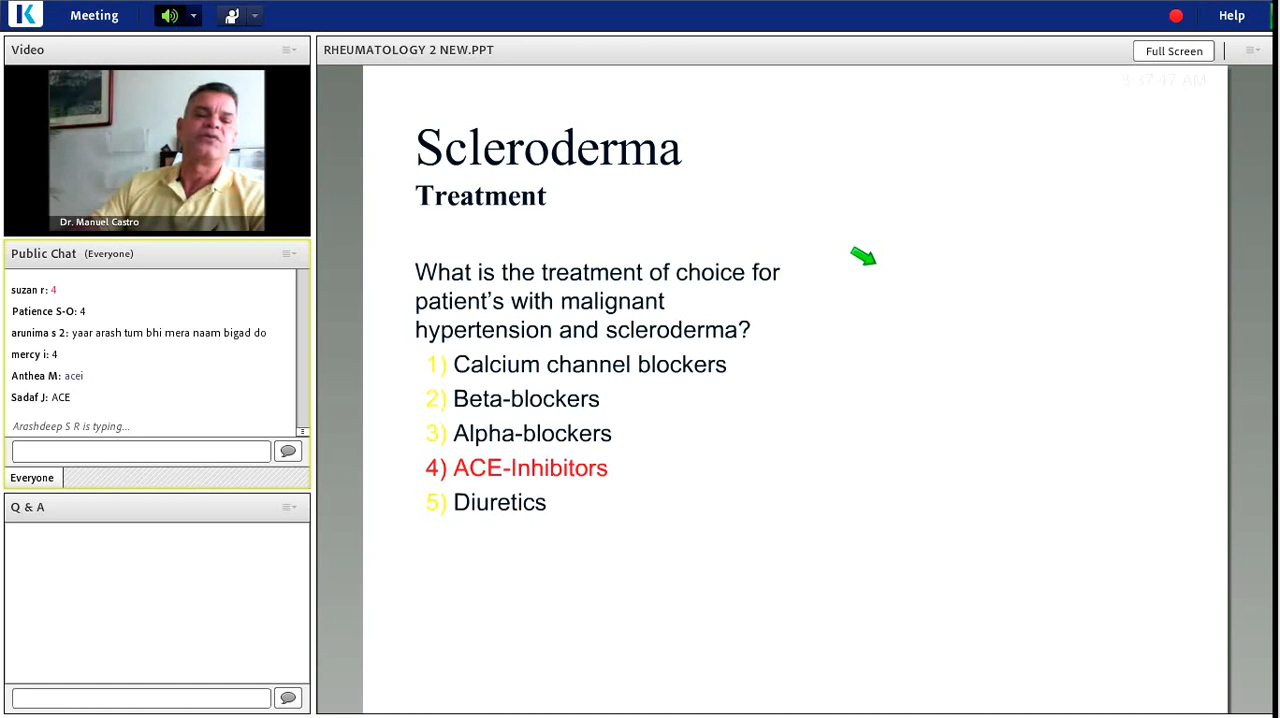 K
Meeting
Help
Video
Dr. Manuel Castro
Public Chat (Everyone)
suzan r: 4
Patience S-O: 4
arunima s 2: yaar arash tum bhi mera naam bigad do
mercy i: 4
Anthea M: acei
Sadaf J: ACE
Arashdeep S R is typing...
Everyone
Q & A
RHEUMATOLOGY 2 NEW.PPT
Full Screen
Scleroderma
Treatment
What is the treatment of choice for
patient's with malignant
hypertension and scleroderma?
1) Calcium channel blockers
2) Beta-blockers
3) Alpha-blockers
4) ACE-Inhibitors
5) Diuretics